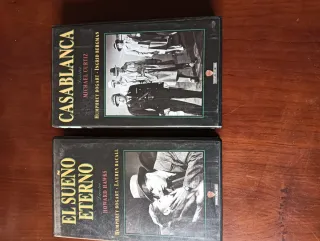 CASABLANCA
MICHAEL CURTIZ
HUMPHREY BOGART - INGRID BERGMAN
EL SUEÑO
ETERNO
HOWARD HAWKS
HUMPHREY BOGART - LAUREN BACALL